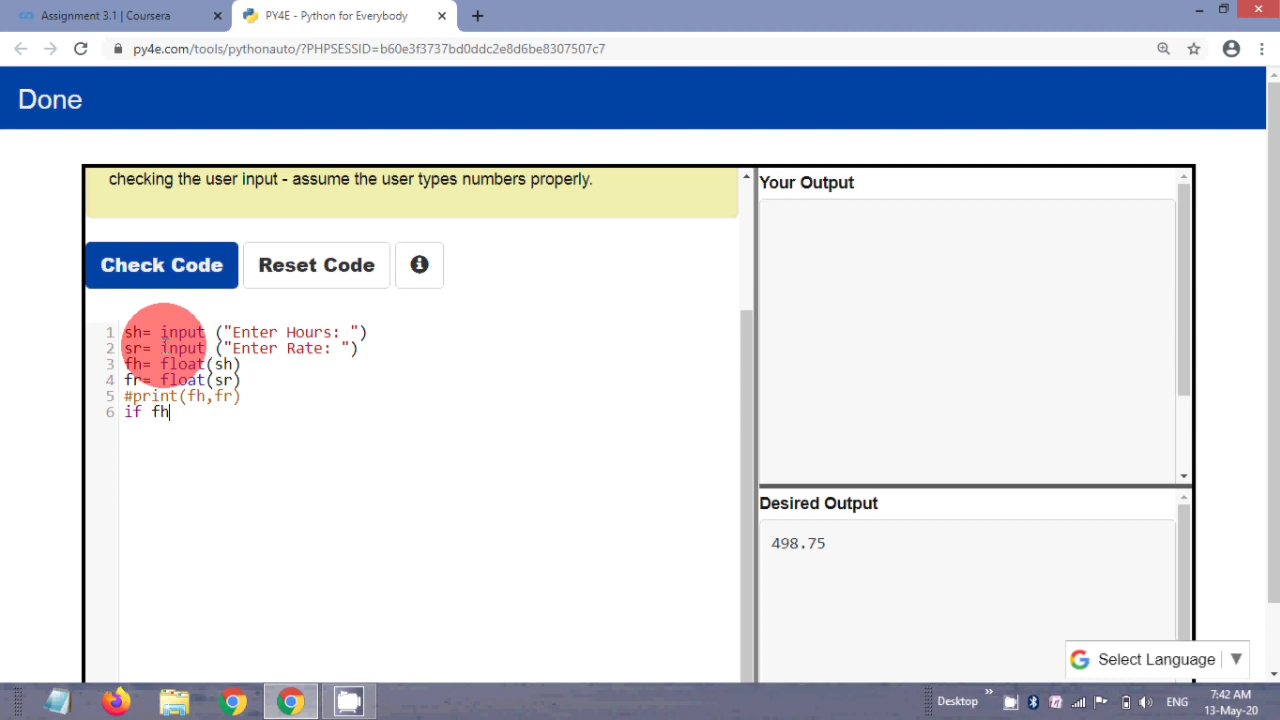 Assignment 3.1 | Coursera
PY4E - Python for Everybody
py4e.com/tools/pythonauto/?PHPSESSID=b60e3f3737bd0ddc2e8d6be8307507c7
Done
checking the user input - assume the user types numbers properly.
Check Code
Reset Code
1 sh= input ("Enter Hours: ")
2 sr= input ("Enter Rate: ")
3 fh= float(sh)
4 fr= float(sr)
5 #print(fh,fr)
6 if fh
Your Output
Desired Output
498.75
G Select Language
Desktop
ENG
7:42 AM
13-May-20